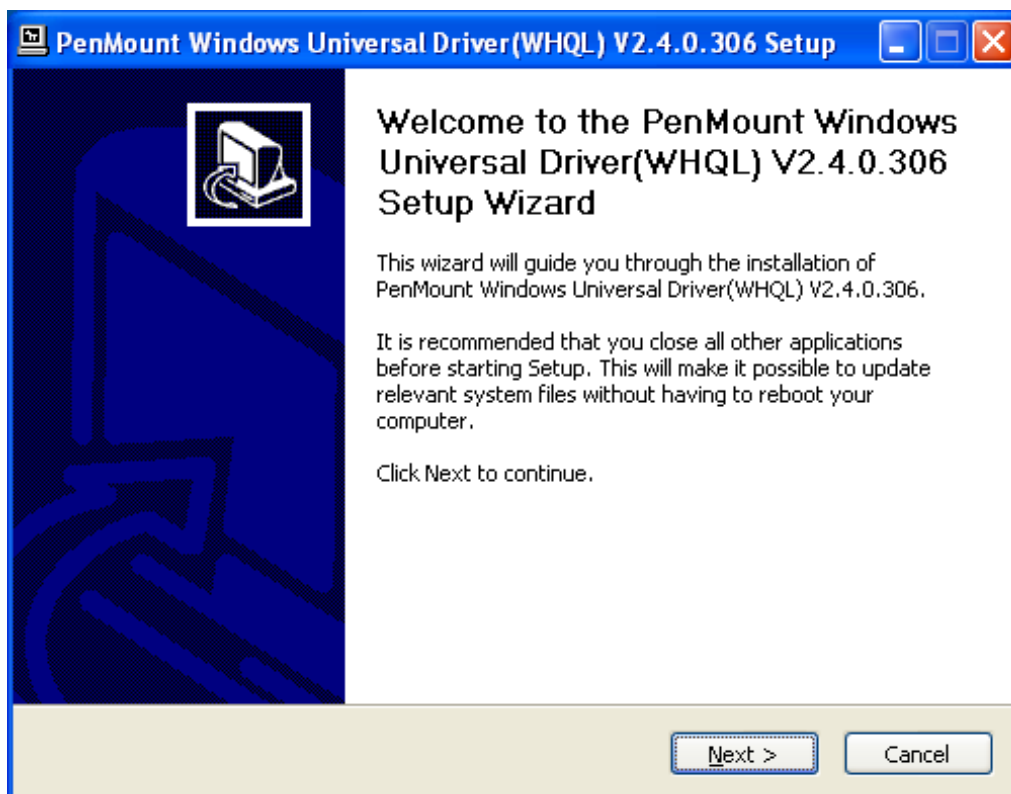 PenMount Windows Universal Driver(WHQL) V2.4.0.306 Setup
Welcome to the PenMount Windows
Universal Driver(WHQL) V2.4.0.306
Setup Wizard
This wizard will guide you through the installation of
PenMount Windows Universal Driver(WHQL) V2.4.0.306.
It is recommended that you close all other applications
before starting Setup. This will make it possible to update
relevant system files without having to reboot your
computer.
Click Next to continue.
Next >
Cancel